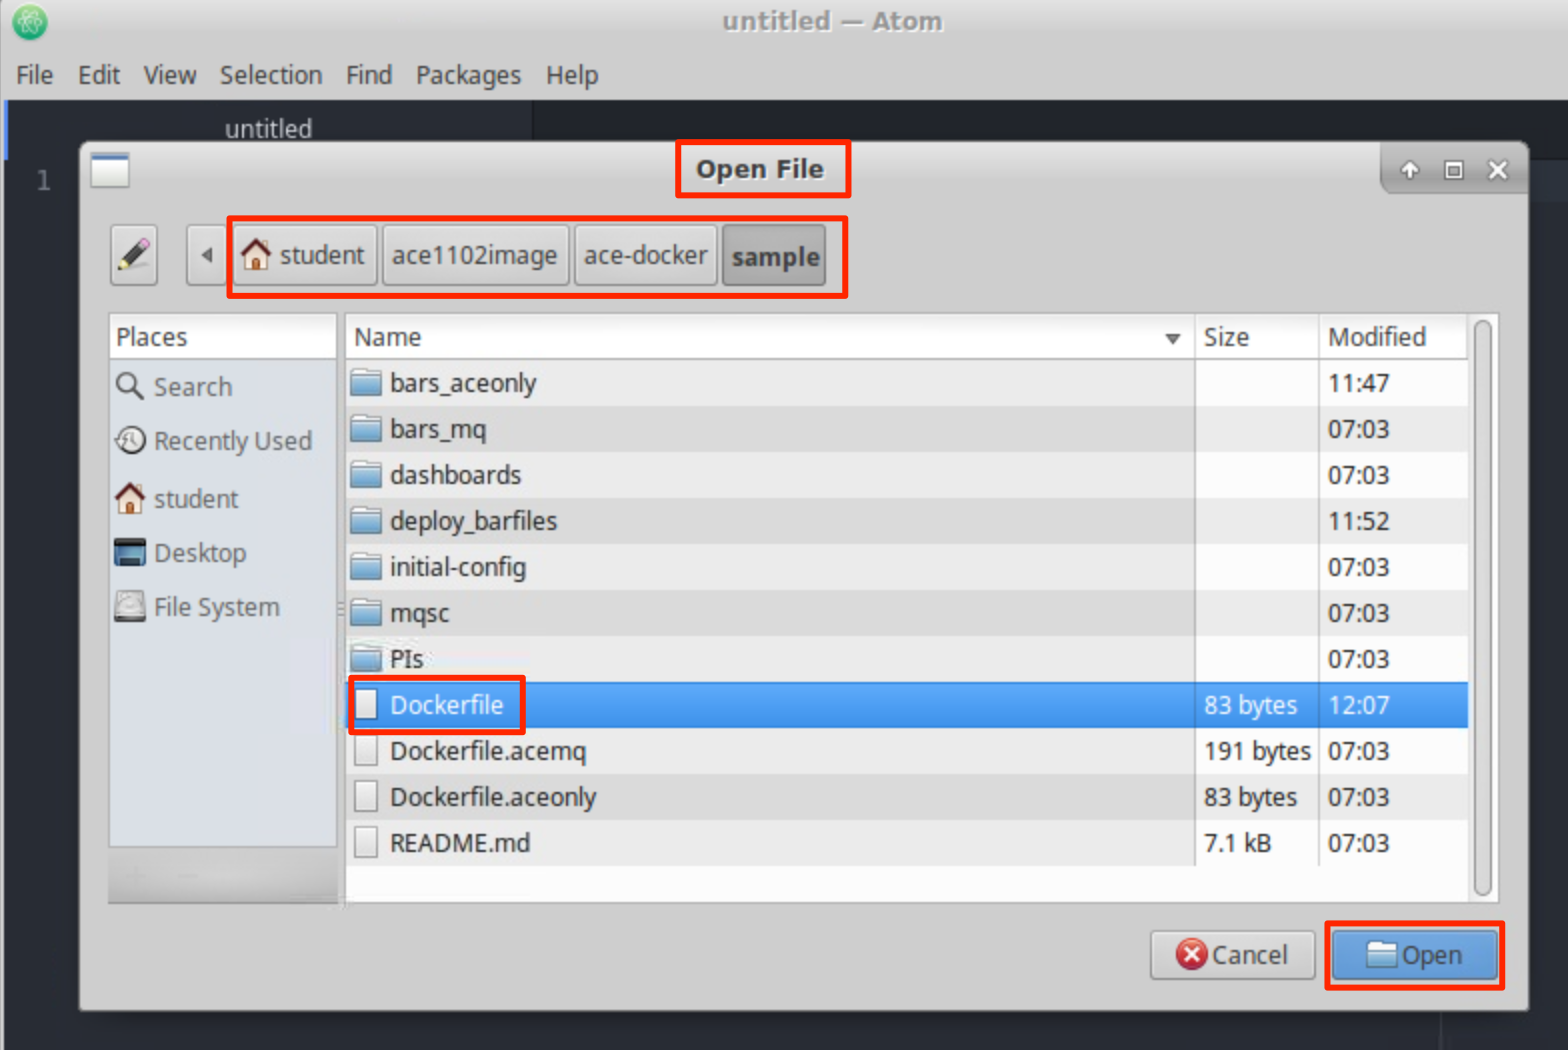 untitled — Atom
File Edit View Selection Find Packages Help
untitled
1
Open File
student ace1102image ace-docker sample
Places
Search
Recently Used
student
Desktop
File System
Name Size Modified
bars_aceonly 11:47
bars_mq 07:03
dashboards 07:03
deploy_barfiles 11:52
initial-config 07:03
mqsc 07:03
PIs 07:03
Dockerfile 83 bytes 12:07
Dockerfile.acemq 191 bytes 07:03
Dockerfile.aceonly 83 bytes 07:03
README.md 7.1 kB 07:03
Cancel Open